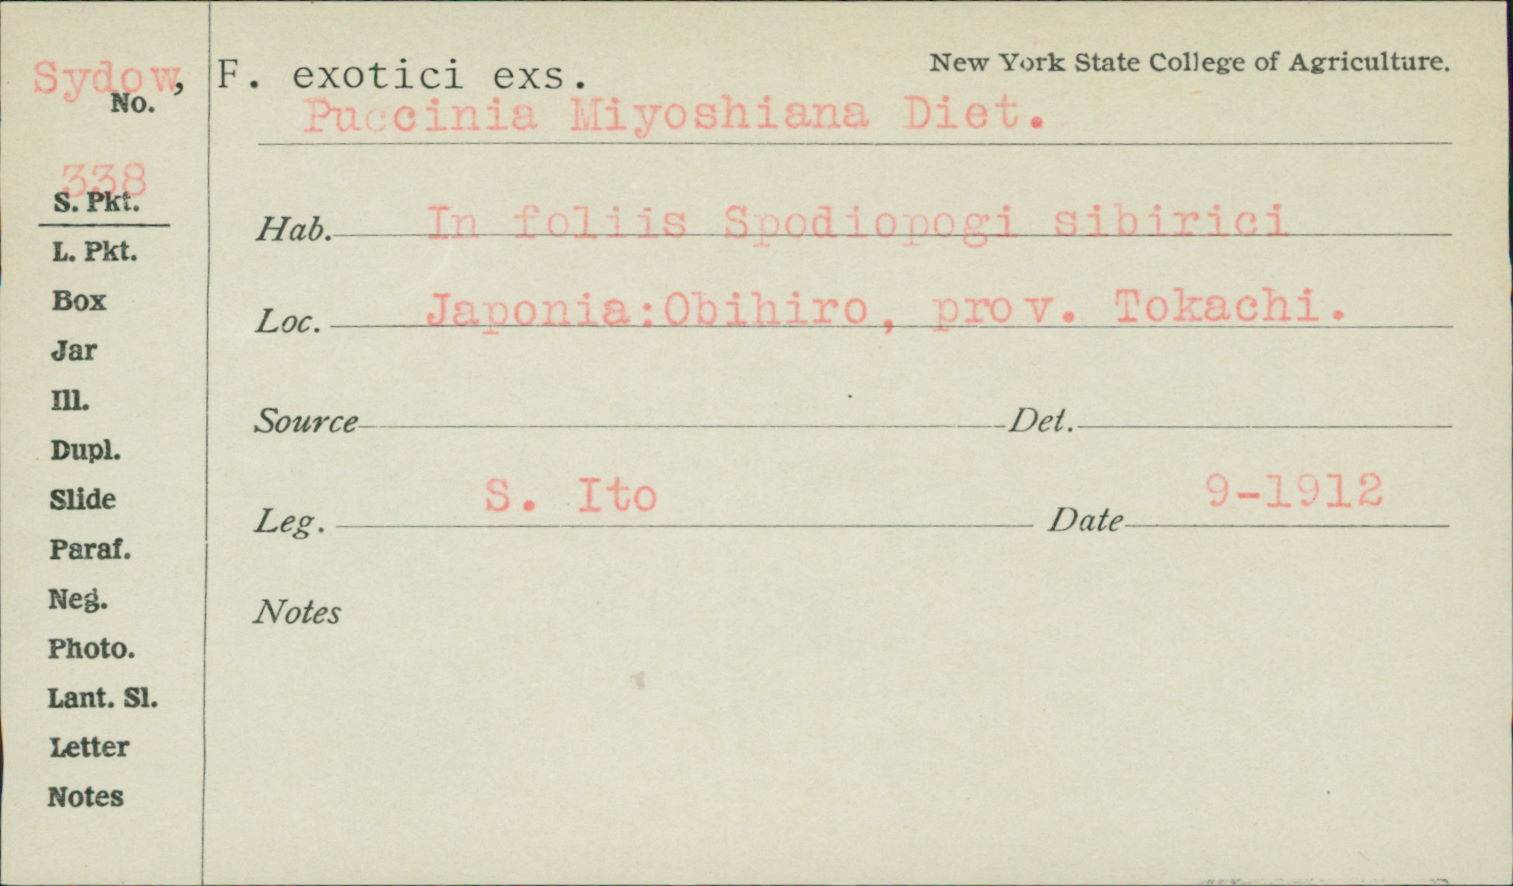 Sydow, F. exotici exs.
New York State College of Agriculture.
No.
Puccinia Miyoshiana Diet.
338
S. Pkt.
Hab. In foliis Spodiopogi sibirici
L. Pkt.
Box
Loc. Japonia:Obihiro, prov. Tokachi.
Jar
Ill.
Source Det.
Dupl.
Slide
Leg. S. Ito Date 9-1912
Paraf.
Neg.
Notes
Photo.
Lant. Sl.
Letter
Notes